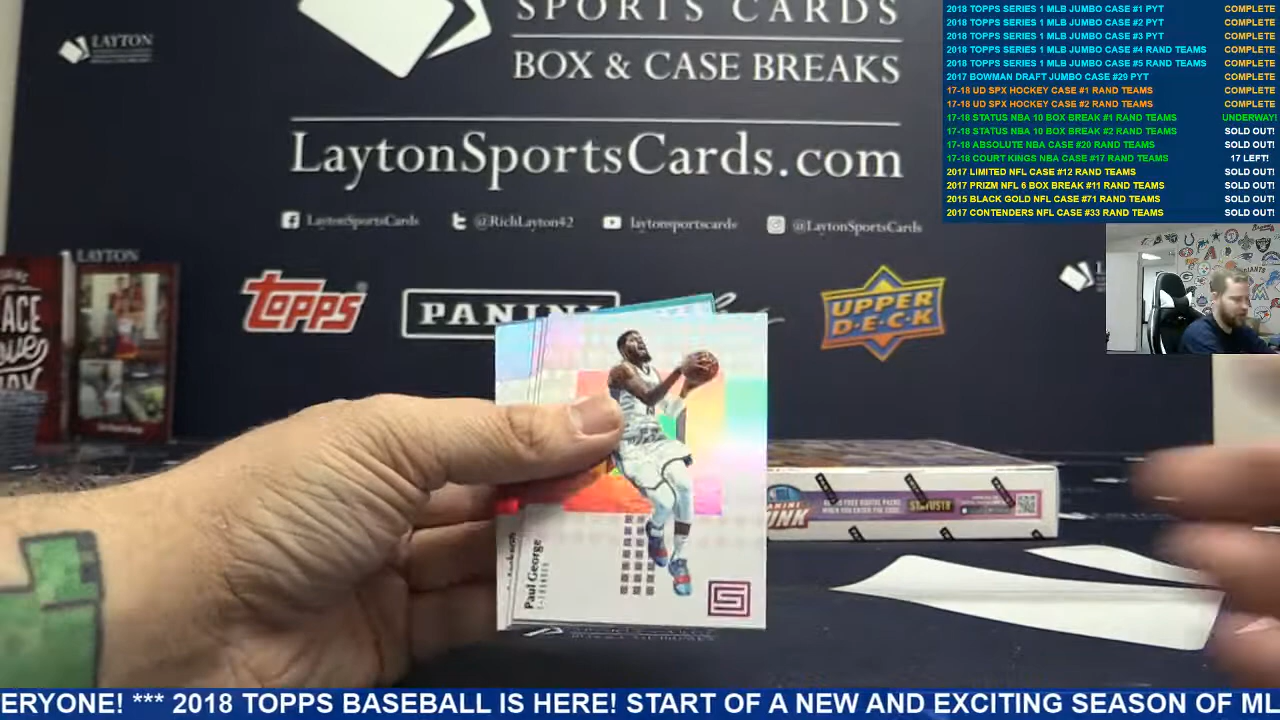 SPORTS CARDS
BOX & CASE BREAKS
LaytonSportsCards.com
LaytonSportsCards
@RichLayton42
laytonsportscards
@LaytonSportsCards
LAYTON
LAYTON
topps
PANINI
UPPER
DECK
ACE
Paul George
THUNDER
STATUS
2018 TOPPS SERIES 1 MLB JUMBO CASE #1 PYT COMPLETE
2018 TOPPS SERIES 1 MLB JUMBO CASE #2 PYT COMPLETE
2018 TOPPS SERIES 1 MLB JUMBO CASE #3 PYT COMPLETE
2018 TOPPS SERIES 1 MLB JUMBO CASE #4 RAND TEAMS COMPLETE
2018 TOPPS SERIES 1 MLB JUMBO CASE #5 RAND TEAMS COMPLETE
2017 BOWMAN DRAFT JUMBO CASE #29 PYT COMPLETE
17-18 UD SPX HOCKEY CASE #1 RAND TEAMS COMPLETE
17-18 UD SPX HOCKEY CASE #2 RAND TEAMS COMPLETE
17-18 STATUS NBA 10 BOX BREAK #1 RAND TEAMS UNDERWAY!
17-18 STATUS NBA 10 BOX BREAK #2 RAND TEAMS SOLD OUT!
17-18 ABSOLUTE NBA CASE #20 RAND TEAMS SOLD OUT!
17-18 COURT KINGS NBA CASE #17 RAND TEAMS 17 LEFT!
2017 LIMITED NFL CASE #12 RAND TEAMS SOLD OUT!
2017 PRIZM NFL 6 BOX BREAK #11 RAND TEAMS SOLD OUT!
2015 BLACK GOLD NFL CASE #71 RAND TEAMS SOLD OUT!
2017 CONTENDERS NFL CASE #33 RAND TEAMS SOLD OUT!
ERYONE! *** 2018 TOPPS BASEBALL IS HERE! START OF A NEW AND EXCITING SEASON OF ML